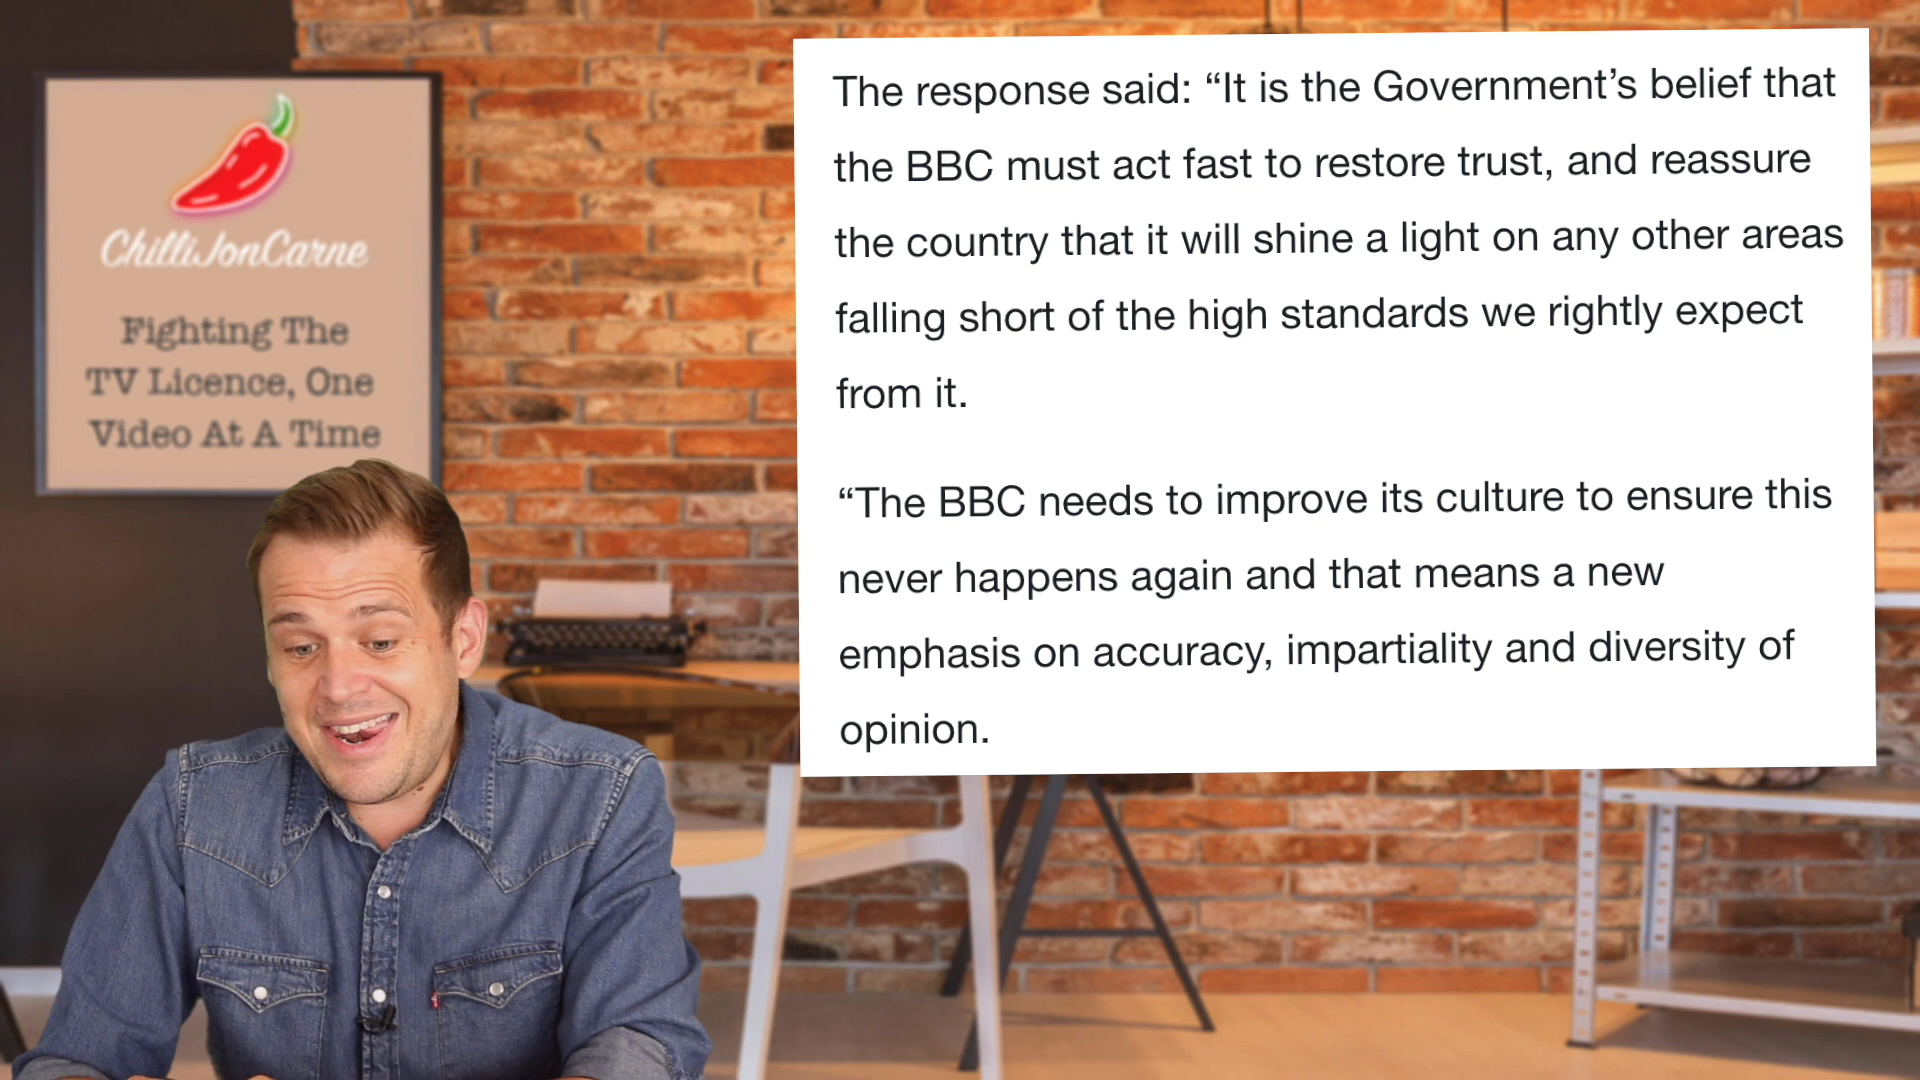 ChilliJonCarne
Fighting The
TV Licence, One
Video At A Time
The response said: “It is the Government’s belief that
the BBC must act fast to restore trust, and reassure
the country that it will shine a light on any other areas
falling short of the high standards we rightly expect
from it.
“The BBC needs to improve its culture to ensure this
never happens again and that means a new
emphasis on accuracy, impartiality and diversity of
opinion.